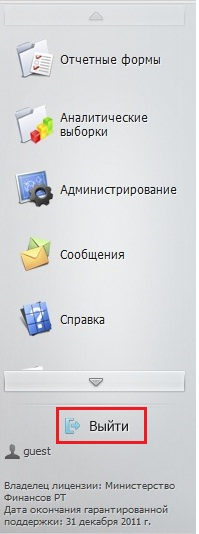 Отчетные формы
Аналитические
выборки
Администрирование
Сообщения
Справка
Выйти
guest
Владелец лицензии: Министерство
Финансов РТ
Дата окончания гарантированной
поддержки: 31 декабря 2011 г.